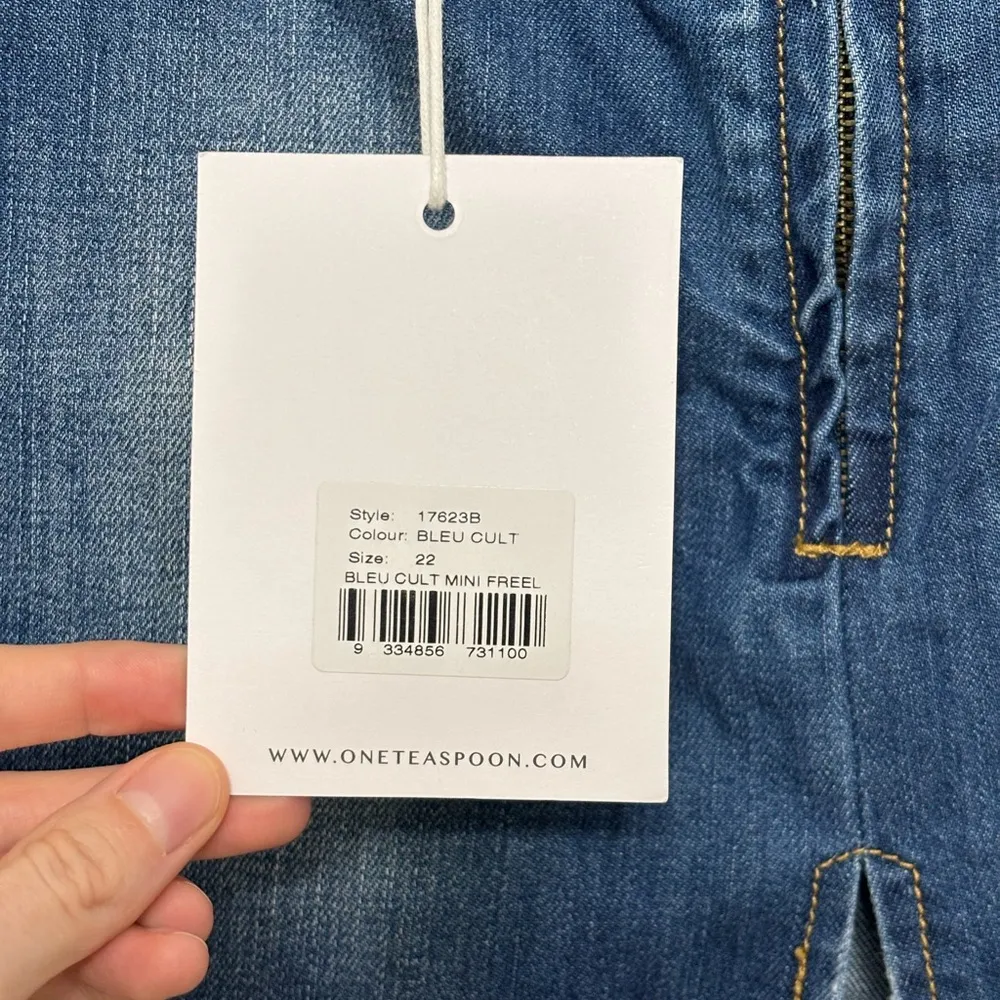 Style: 17623B
Colour: BLEU CULT
Size: 22
BLEU CULT MINI FREEL
9 334856 731100
WWW.ONETEASPOON.COM